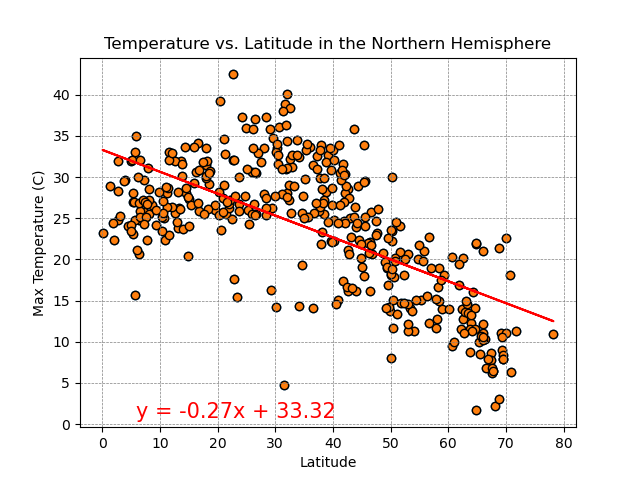 Temperature vs. Latitude in the Northern Hemisphere
40
35
30
25
20
15
10
5
0
Max Temperature (C)
y = -0.27x + 33.32
0 10 20 30 40 50 60 70 80
Latitude